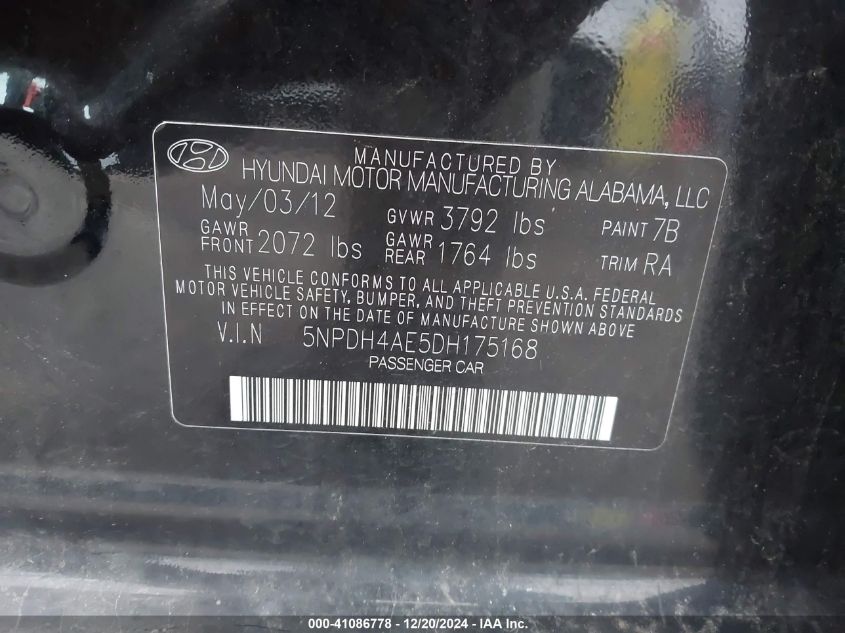 MANUFACTURED BY
HYUNDAI MOTOR MANUFACTURING ALABAMA, LLC
May/03/12 GVWR 3792 lbs PAINT 7B
GAWR FRONT 2072 lbs GAWR REAR 1764 lbs TRIM RA
THIS VEHICLE CONFORMS TO ALL APPLICABLE U.S.A. FEDERAL
MOTOR VEHICLE SAFETY, BUMPER, AND THEFT PREVENTION STANDARDS
IN EFFECT ON THE DATE OF MANUFACTURE SHOWN ABOVE
V.I.N 5NPDH4AE5DH175168
PASSENGER CAR
000-41086778 - 12/20/2024 - IAA Inc.